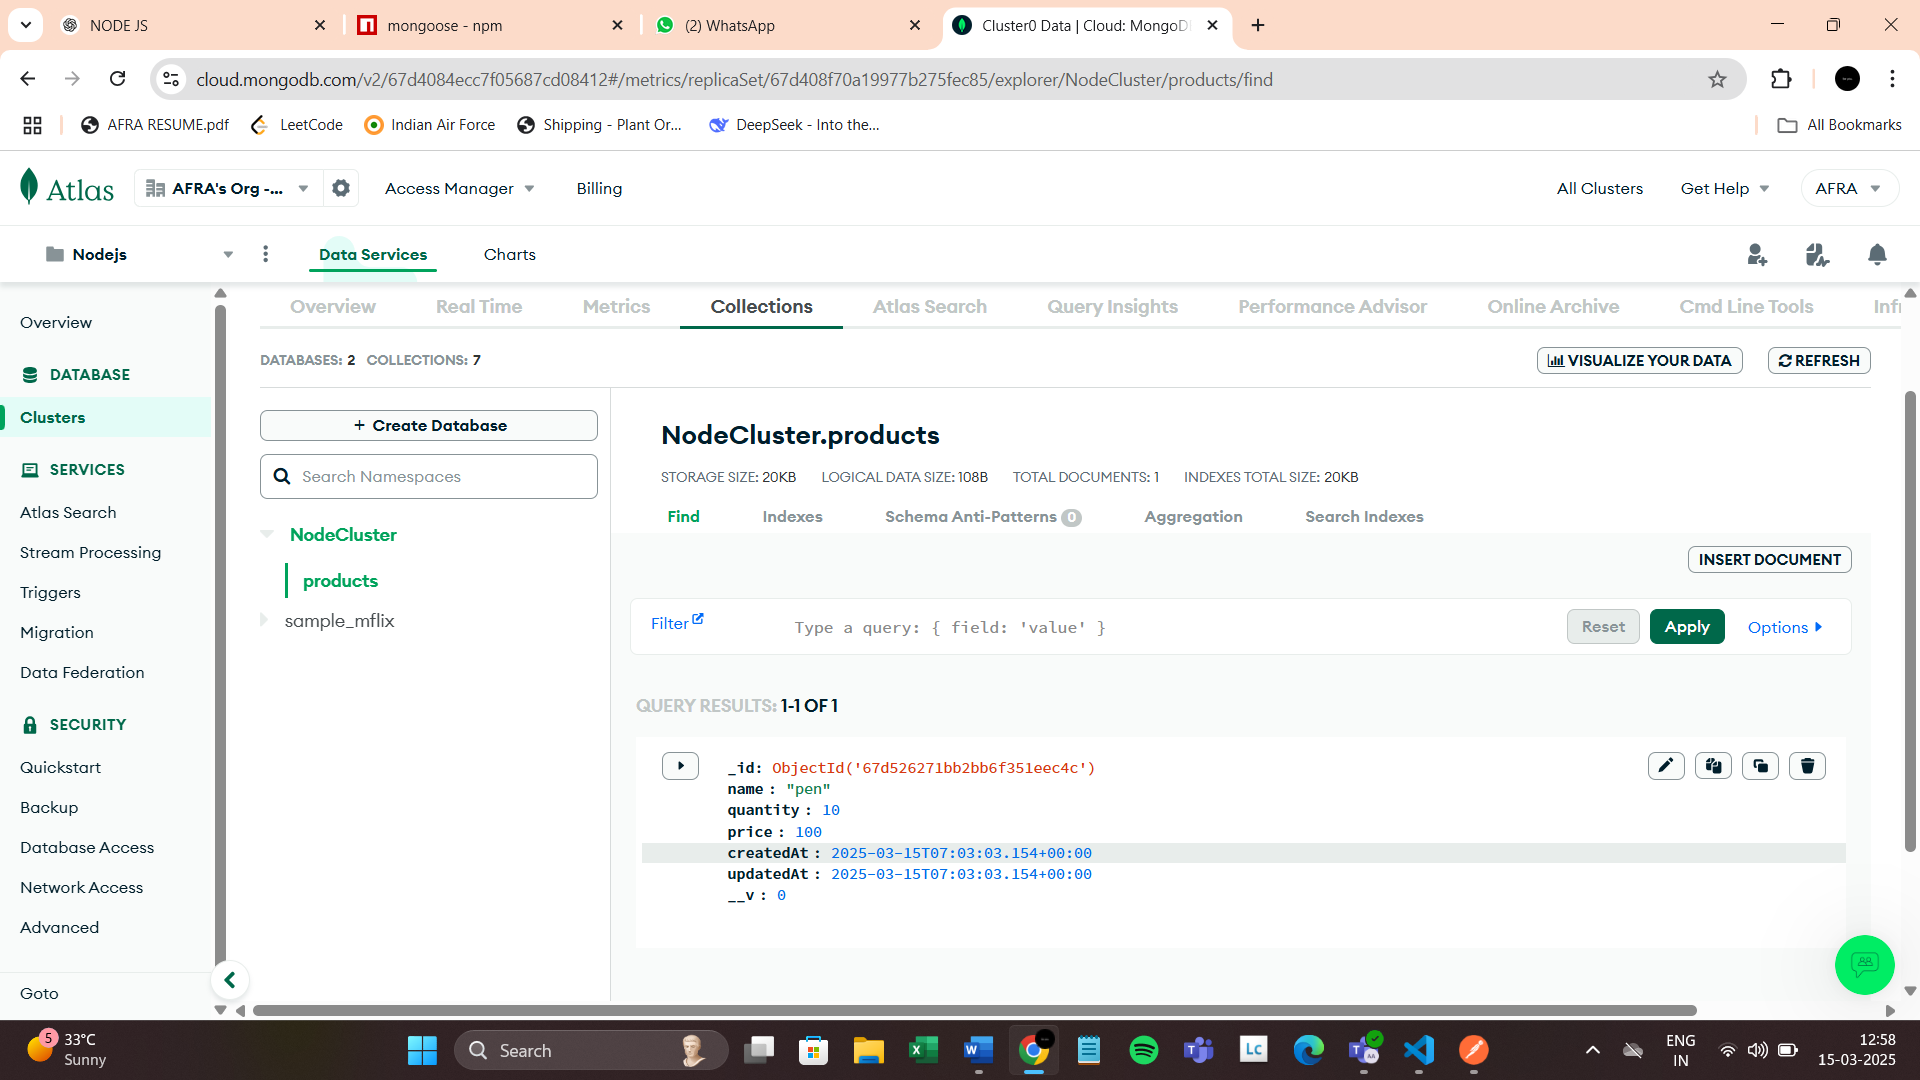 NODE JS
mongoose - npm
(2) WhatsApp
Cluster0 Data | Cloud: MongoD
cloud.mongodb.com/v2/67d4084ecc7f05687cd08412#/metrics/replicaSet/67d408f70a19977b275fec85/explorer/NodeCluster/products/find
AFRA RESUME.pdf
LeetCode
Indian Air Force
Shipping - Plant Or...
DeepSeek - Into the...
All Bookmarks
Atlas
AFRA's Org -...
Access Manager
Billing
All Clusters
Get Help
AFRA
Nodejs
Data Services
Charts
Overview
Real Time
Metrics
Collections
Atlas Search
Query Insights
Performance Advisor
Online Archive
Cmd Line Tools
Inf
Overview
DATABASE
Clusters
SERVICES
Atlas Search
Stream Processing
Triggers
Migration
Data Federation
SECURITY
Quickstart
Backup
Database Access
Network Access
Advanced
Goto
DATABASES: 2 COLLECTIONS: 7
VISUALIZE YOUR DATA
REFRESH
+ Create Database
Search Namespaces
NodeCluster
products
sample_mflix
NodeCluster.products
STORAGE SIZE: 20KB LOGICAL DATA SIZE: 108B TOTAL DOCUMENTS: 1 INDEXES TOTAL SIZE: 20KB
Find
Indexes
Schema Anti-Patterns 0
Aggregation
Search Indexes
INSERT DOCUMENT
Filter
Type a query: { field: 'value' }
Reset
Apply
Options
QUERY RESULTS: 1-1 OF 1
_id: ObjectId('67d526271bb2bb6f351eec4c')
name : "pen"
quantity : 10
price : 100
createdAt : 2025-03-15T07:03:03.154+00:00
updatedAt : 2025-03-15T07:03:03.154+00:00
__v : 0
5
33°C
Sunny
Search
LC
ENG
IN
12:58
15-03-2025